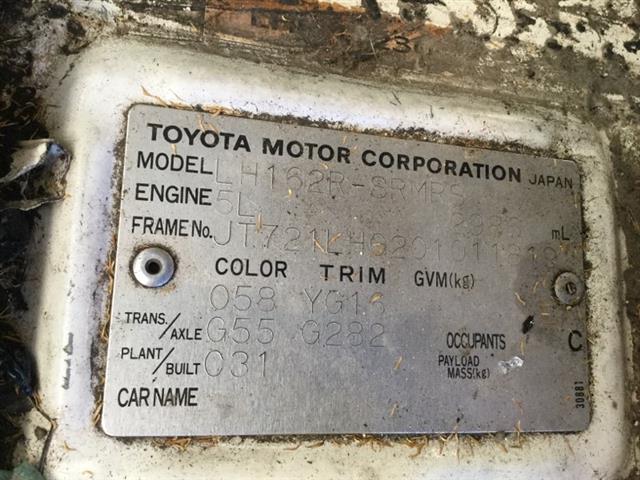 TOYOTA MOTOR CORPORATION JAPAN
MODEL LH162R-SRMRS
ENGINE 5L mL
FRAME No.
COLOR TRIM GVM(kg)
058 YG13
TRANS./AXLE G55 G282 OCCUPANTS C
PLANT/BUILT C31 PAYLOAD MASS(kg)
CAR NAME
30881